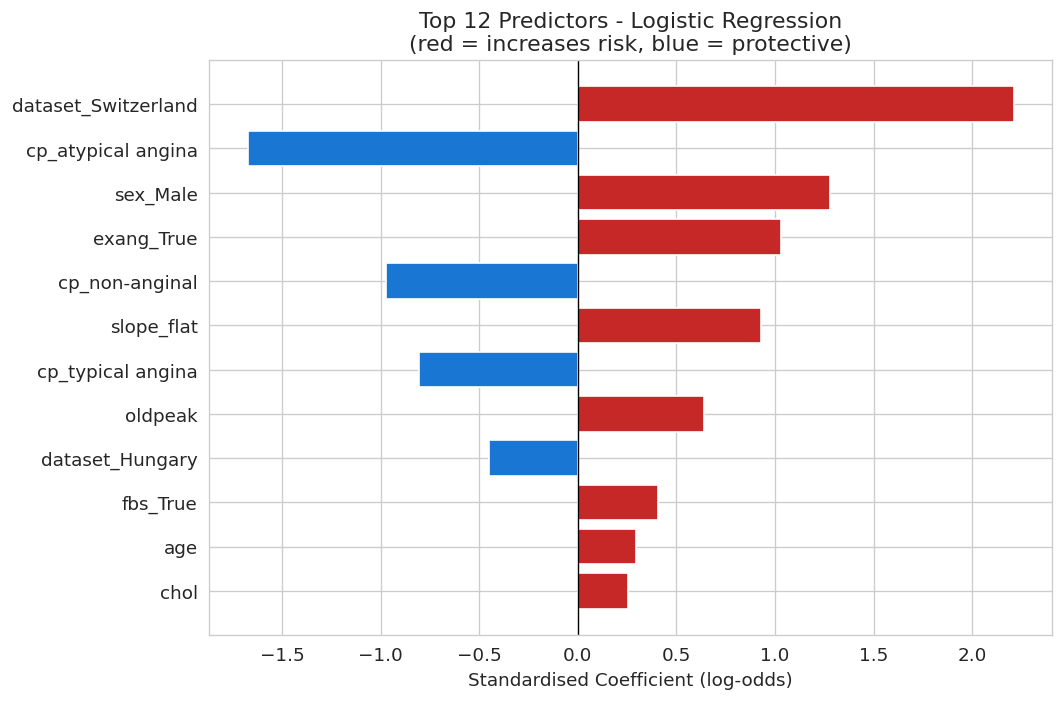 Top 12 Predictors - Logistic Regression
(red = increases risk, blue = protective)
dataset_Switzerland
cp_atypical angina
sex_Male
exang_True
cp_non-anginal
slope_flat
cp_typical angina
oldpeak
dataset_Hungary
fbs_True
age
chol
−1.5 −1.0 −0.5 0.0 0.5 1.0 1.5 2.0
Standardised Coefficient (log-odds)